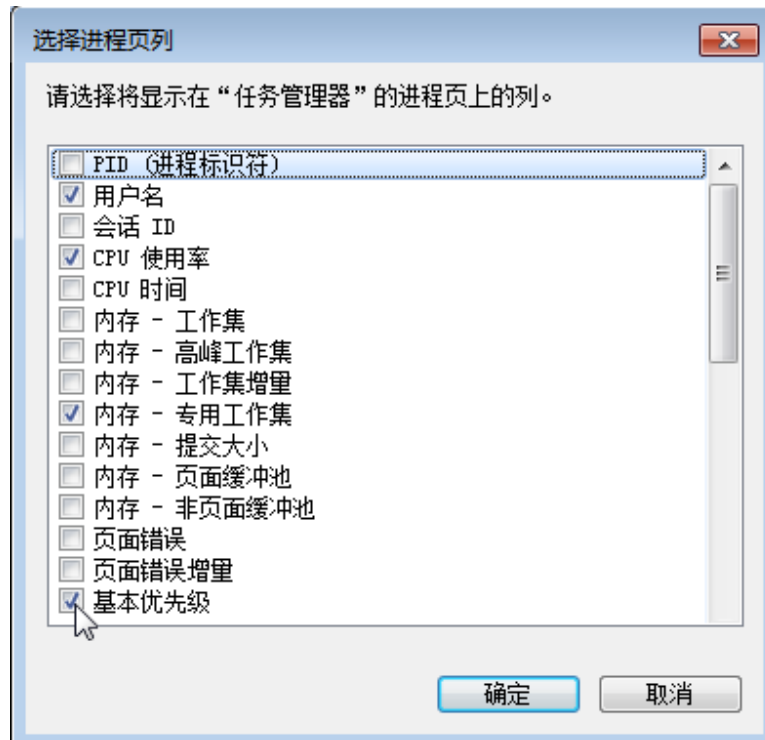 选择进程页列
请选择将显示在“任务管理器”的进程页上的列。
PID (进程标识符)
用户名
会话 ID
CPU 使用率
CPU 时间
内存 - 工作集
内存 - 高峰工作集
内存 - 工作集增量
内存 - 专用工作集
内存 - 提交大小
内存 - 页面缓冲池
内存 - 非页面缓冲池
页面错误
页面错误增量
基本优先级
确定 取消